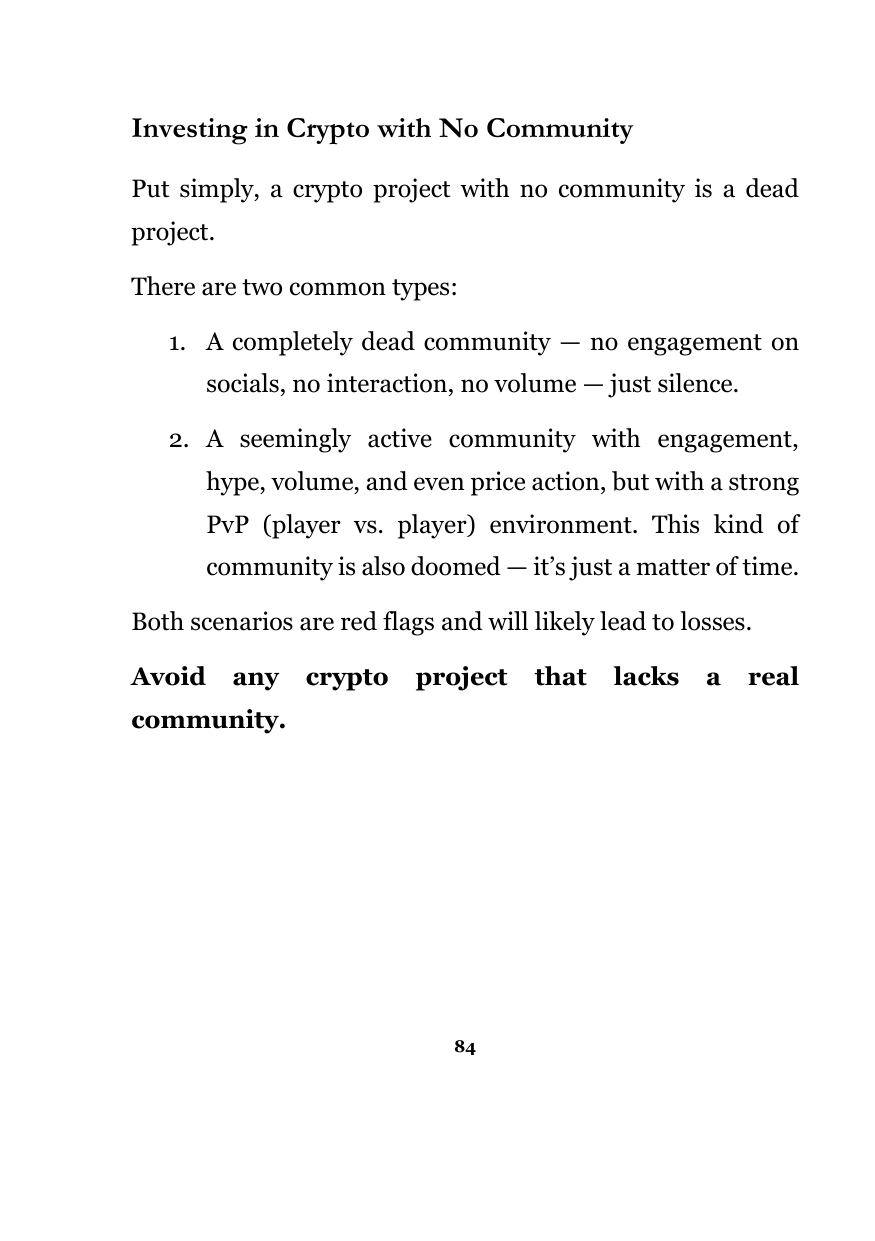 Investing in Crypto with No Community
Put simply, a crypto project with no community is a dead
project.
There are two common types:
1. A completely dead community — no engagement on
socials, no interaction, no volume — just silence.
2. A seemingly active community with engagement,
hype, volume, and even price action, but with a strong
PvP (player vs. player) environment. This kind of
community is also doomed — it’s just a matter of time.
Both scenarios are red flags and will likely lead to losses.
Avoid any crypto project that lacks a real
community.
84